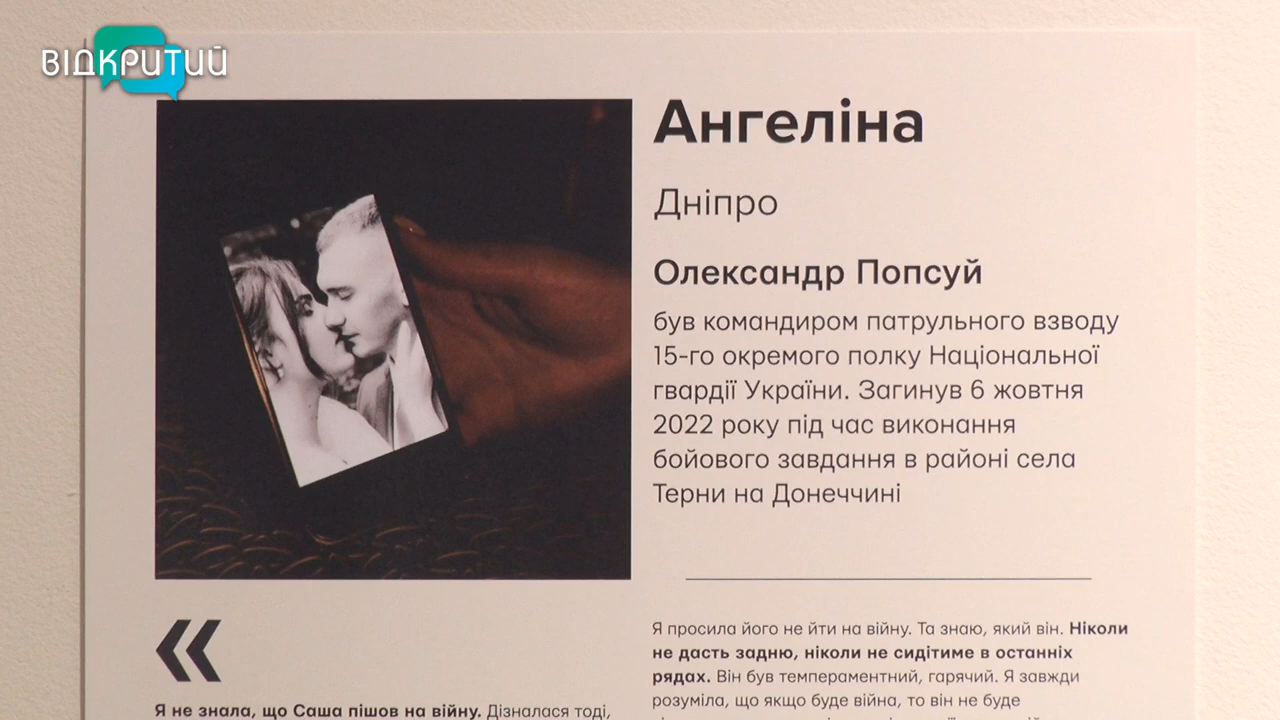 ВІДКРИТИЙ
Ангеліна
Дніпро
Олександр Попсуй
був командиром патрульного взводу
15-го окремого полку Національної
гвардії України. Загинув 6 жовтня
2022 року під час виконання
бойового завдання в районі села
Терни на Донеччині
«
Я не знала, що Саша пішов на війну. Дізналася тоді,
Я просила його не йти на війну. Та знаю, який він. Ніколи
не дасть задню, ніколи не сидітиме в останніх
рядах. Він був темпераментний, гарячий. Я завжди
розуміла, що якщо буде війна, то він не буде